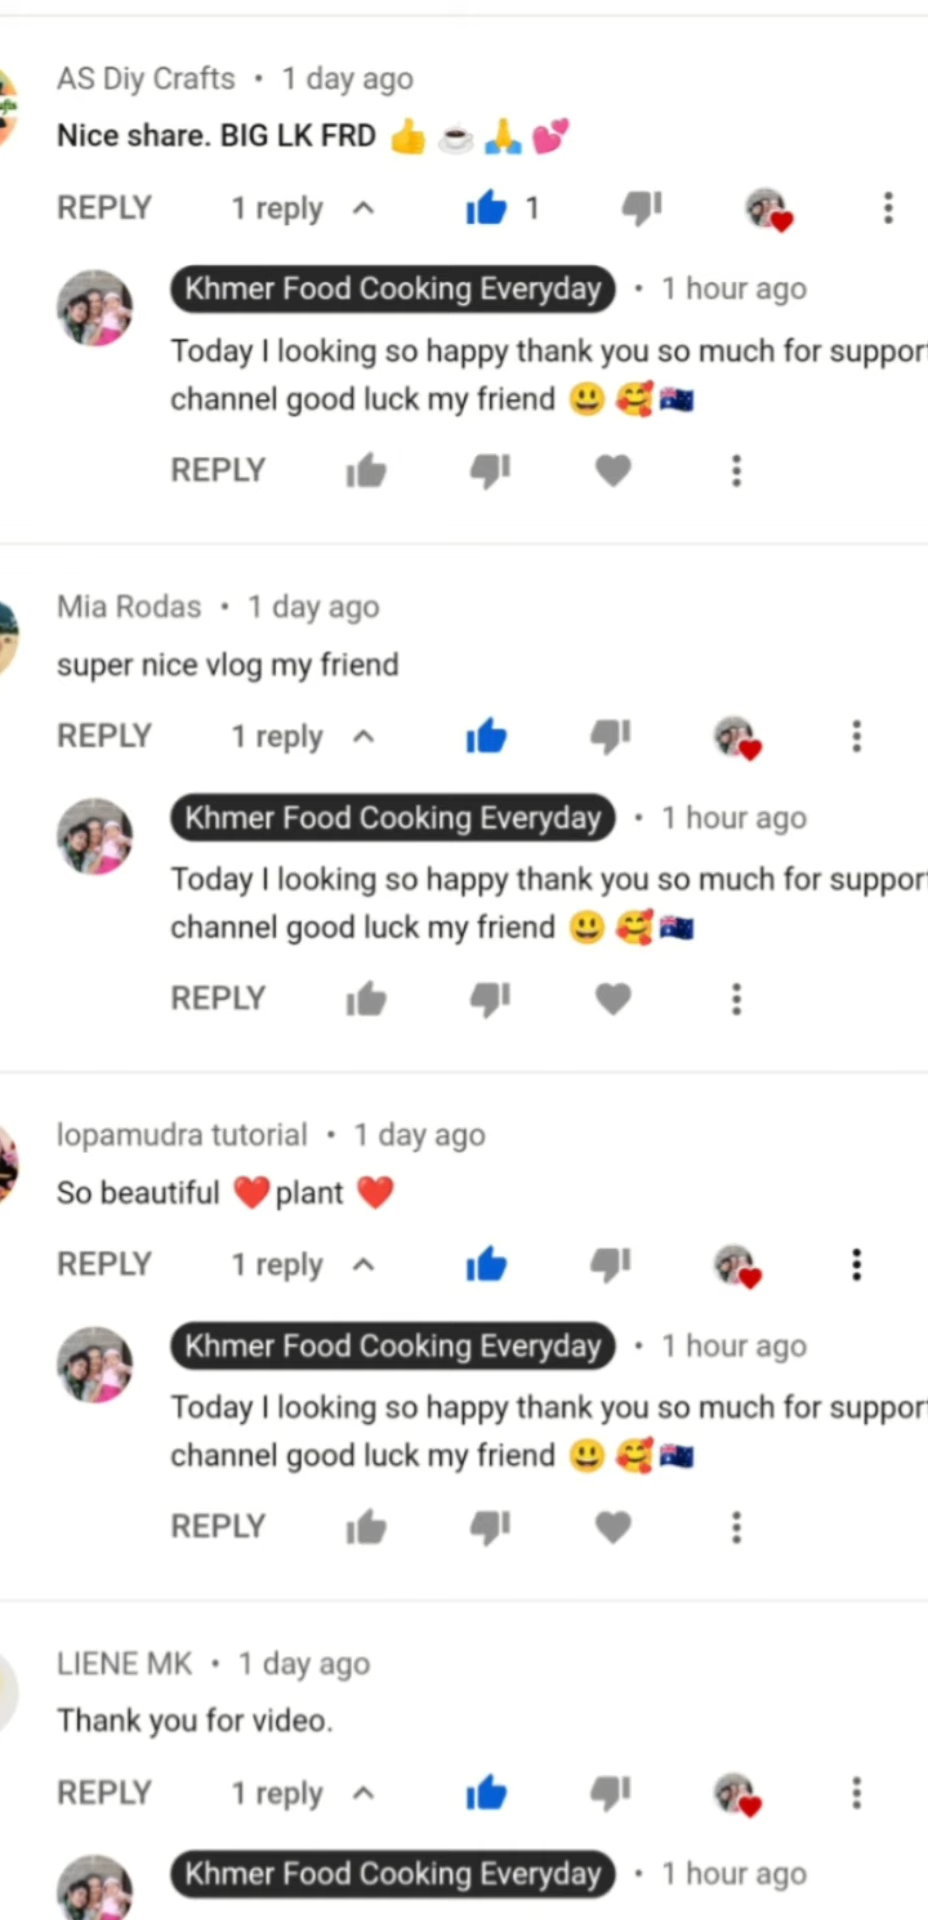 AS Diy Crafts • 1 day ago
Nice share. BIG LK FRD 👍 ☕ 🙏 💕
REPLY 1 reply 1
Khmer Food Cooking Everyday • 1 hour ago
Today I looking so happy thank you so much for support
channel good luck my friend 😃 🥰 🇦🇺
REPLY
Mia Rodas • 1 day ago
super nice vlog my friend
REPLY 1 reply
Khmer Food Cooking Everyday • 1 hour ago
Today I looking so happy thank you so much for support
channel good luck my friend 😃 🥰 🇦🇺
REPLY
lopamudra tutorial • 1 day ago
So beautiful ❤️ plant ❤️
REPLY 1 reply
Khmer Food Cooking Everyday • 1 hour ago
Today I looking so happy thank you so much for support
channel good luck my friend 😃 🥰 🇦🇺
REPLY
LIENE MK • 1 day ago
Thank you for video.
REPLY 1 reply
Khmer Food Cooking Everyday • 1 hour ago